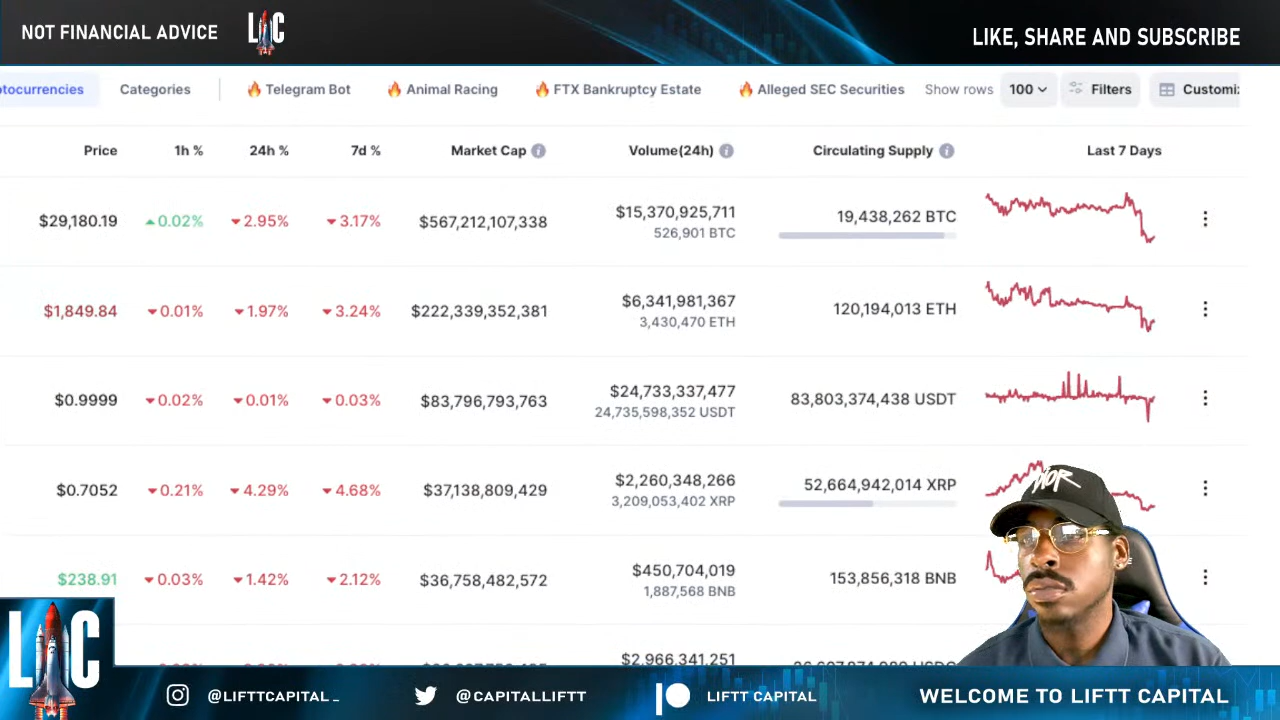 NOT FINANCIAL ADVICE
LC
LIKE, SHARE AND SUBSCRIBE
tocurrencies Categories Telegram Bot Animal Racing FTX Bankruptcy Estate Alleged SEC Securities Show rows 100 Filters Customiz
Price 1h % 24h % 7d % Market Cap Volume(24h) Circulating Supply Last 7 Days
$29,180.19 0.02% 2.95% 3.17% $567,212,107,338 $15,370,925,711 19,438,262 BTC
526,901 BTC
$1,849.84 0.01% 1.97% 3.24% $222,339,352,381 $6,341,981,367 120,194,013 ETH
3,430,470 ETH
$0.9999 0.02% 0.01% 0.03% $83,796,793,763 $24,733,337,477 83,803,374,438 USDT
24,735,598,352 USDT
$0.7052 0.21% 4.29% 4.68% $37,138,809,429 $2,260,348,266 52,664,942,014 XRP
3,209,053,402 XRP
$238.91 0.03% 1.42% 2.12% $36,758,482,572 $450,704,019 153,856,318 BNB
1,887,568 BNB
$2,966,341,251
LC
@LIFTTCAPITAL_ @CAPITALLIFTT LIFTT CAPITAL WELCOME TO LIFTT CAPITAL